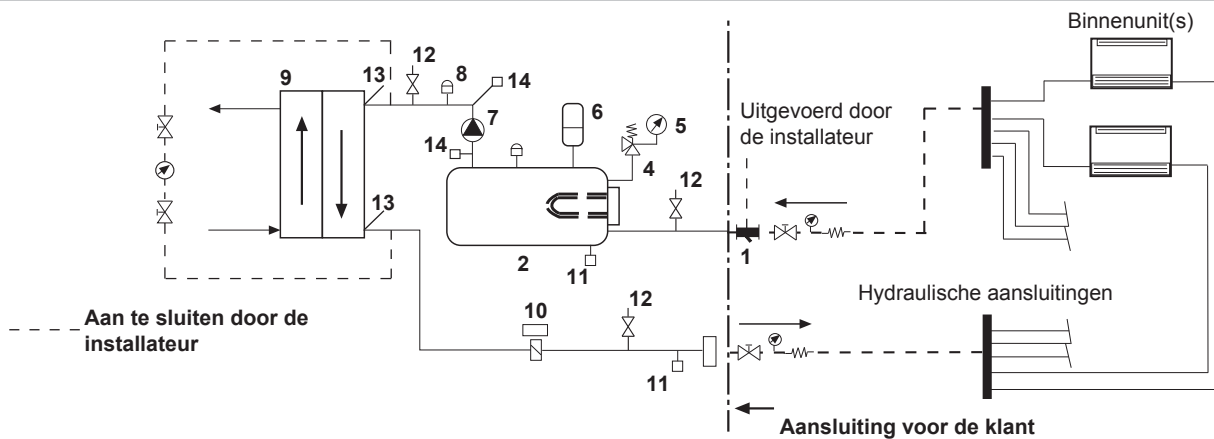 Binnenunit(s)
12
9
13
8
14
6
5
Uitgevoerd door
de installateur
7
14
4
12
13
1
2
11
12
Hydraulische aansluitingen
10
Aan te sluiten door de
installateur
11
Aansluiting voor de klant